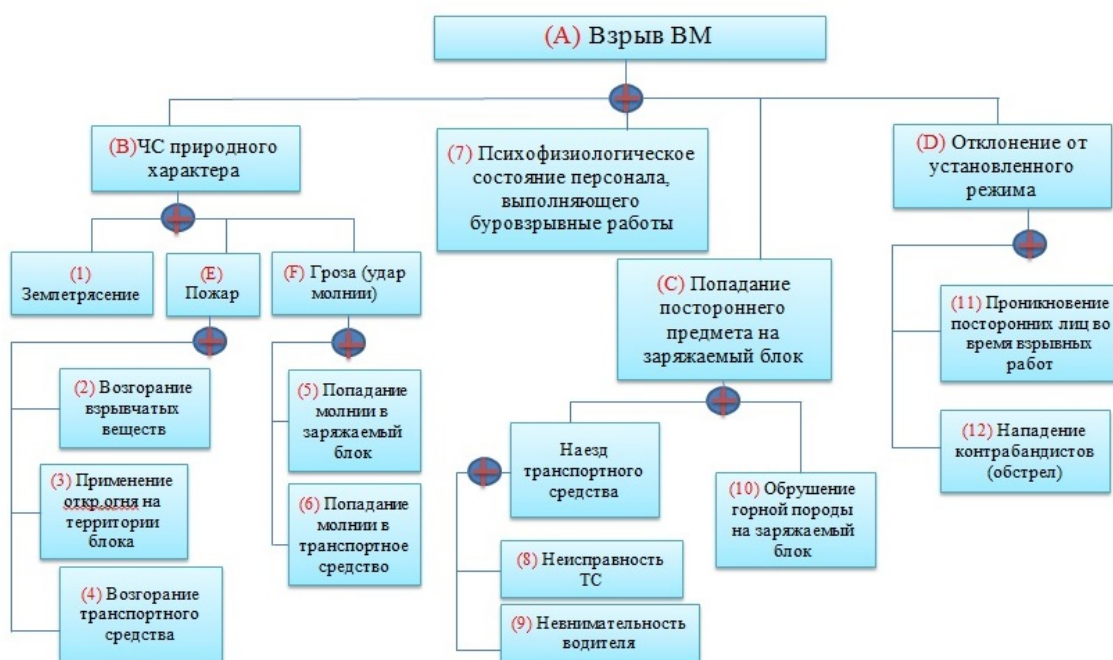 (A) Взрыв ВМ
(B)ЧС природного
характера
(7) Психофизиологическое
состояние персонала,
выполняющего
буровзрывные работы
(D) Отклонение от
установленного
режима
(1)
Землетрясение
(E)
Пожар
(F) Гроза (удар
молнии)
(C) Попадание
постороннего
предмета на
заряжаемый блок
(11) Проникновение
посторонних лиц во
время взрывных
работ
(2) Возгорание
взрывчатых
веществ
(5) Попадание
молнии в
заряжаемый
блок
(12) Нападение
контрабандистов
(обстрел)
Наезд
транспортного
средства
(3) Применение
откр.огня на
территории
блока
(6) Попадание
молнии в
транспортное
средство
(10) Обрушение
горной породы
на заряжаемый
блок
(8) Неисправность
ТС
(4) Возгорание
транспортного
средства
(9) Невнимательность
водителя